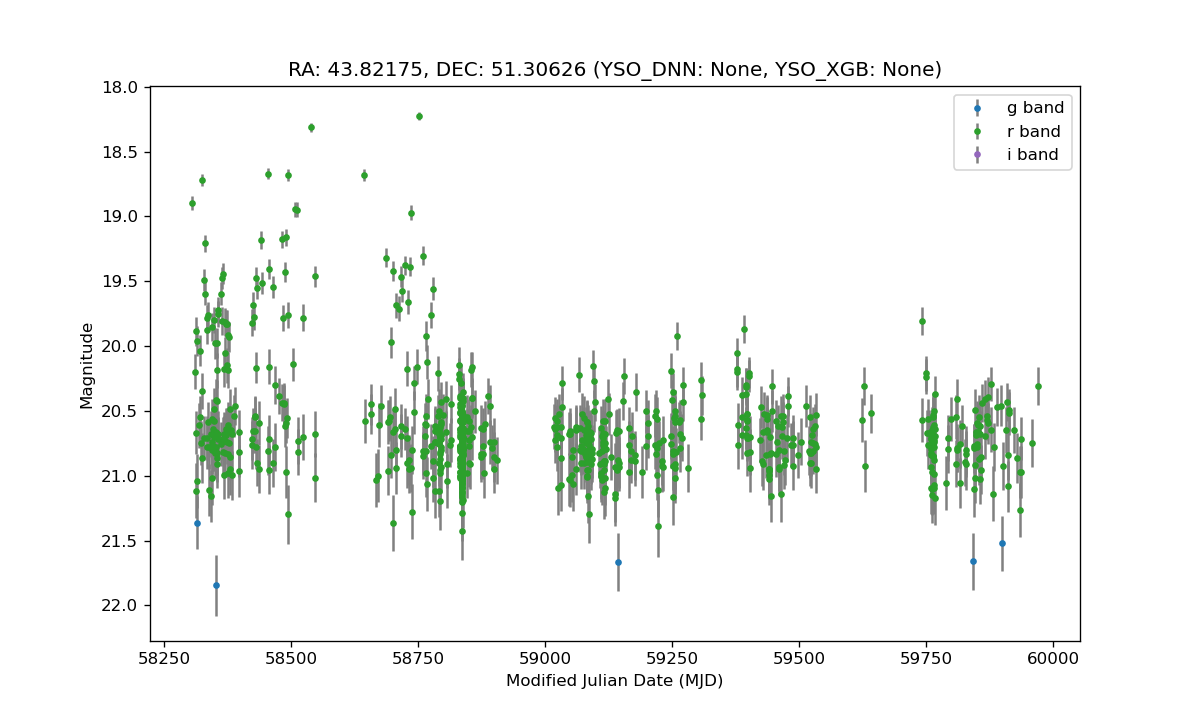 RA: 43.82175, DEC: 51.30626 (YSO_DNN: None, YSO_XGB: None)
18.0
18.5
19.0
19.5
20.0
20.5
21.0
21.5
22.0
Magnitude
g band
r band
i band
58250
58500
58750
59000
59250
59500
59750
60000
Modified Julian Date (MJD)